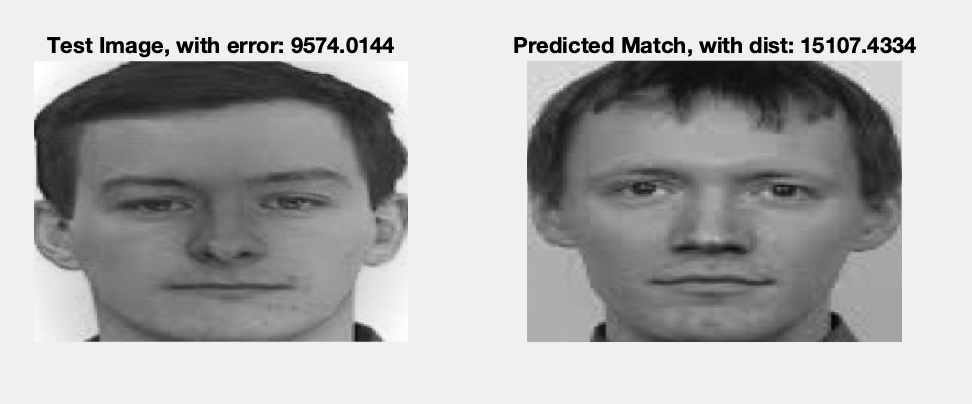 Test Image, with error: 9574.0144
Predicted Match, with dist: 15107.4334